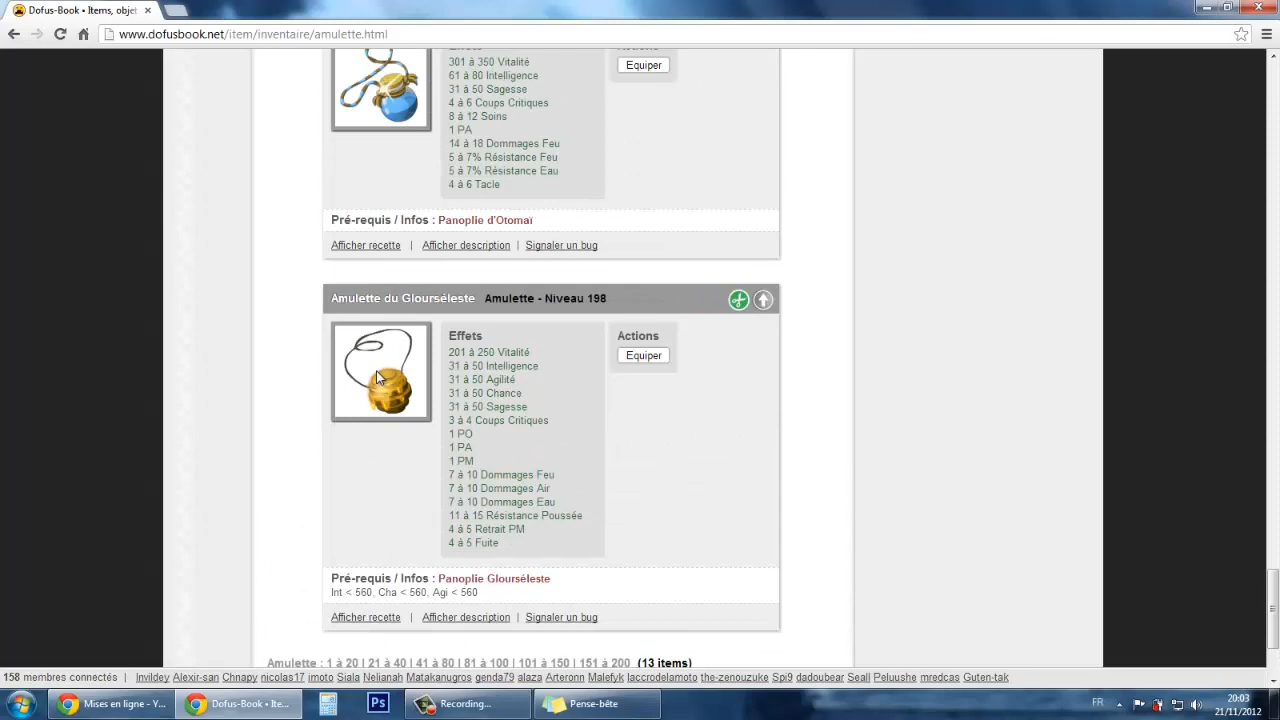 Dofus-Book • Items, objet
www.dofusbook.net/item/inventaire/amulette.html
301 à 350 Vitalité
Equiper
61 à 80 Intelligence
31 à 50 Sagesse
4 à 6 Coups Critiques
8 à 12 Soins
1 PA
14 à 18 Dommages Feu
5 à 7% Résistance Feu
5 à 7% Résistance Eau
4 à 6 Tacle
Pré-requis / Infos : Panoplie d'Otomaï
Afficher recette | Afficher description | Signaler un bug
Amulette du Glourséleste Amulette - Niveau 198
Effets
Actions
201 à 250 Vitalité
Equiper
31 à 50 Intelligence
31 à 50 Agilité
31 à 50 Chance
31 à 50 Sagesse
3 à 4 Coups Critiques
1 PO
1 PA
1 PM
7 à 10 Dommages Feu
7 à 10 Dommages Air
7 à 10 Dommages Eau
11 à 15 Résistance Poussée
4 à 5 Retrait PM
4 à 5 Fuite
Pré-requis / Infos : Panoplie Glourséleste
Int < 560, Cha < 560, Agi < 560
Afficher recette | Afficher description | Signaler un bug
Amulette : 1 à 20 | 21 à 40 | 41 à 80 | 81 à 100 | 101 à 150 | 151 à 200 (13 items)
158 membres connectés | Invildey Alexir-san Chnapy nicolas17 imoto Siala Neliann Matakanugros genda79 alaza Artemnn Malefyk laccrodelamoto the-zenouzuke Spi9 dadoubear Seall Peluushe mredcas Guten-tak
Mises en ligne - Y...
Dofus-Book • Ite...
Ps
Recording...
Pense-bête
FR
20:03
21/11/2012